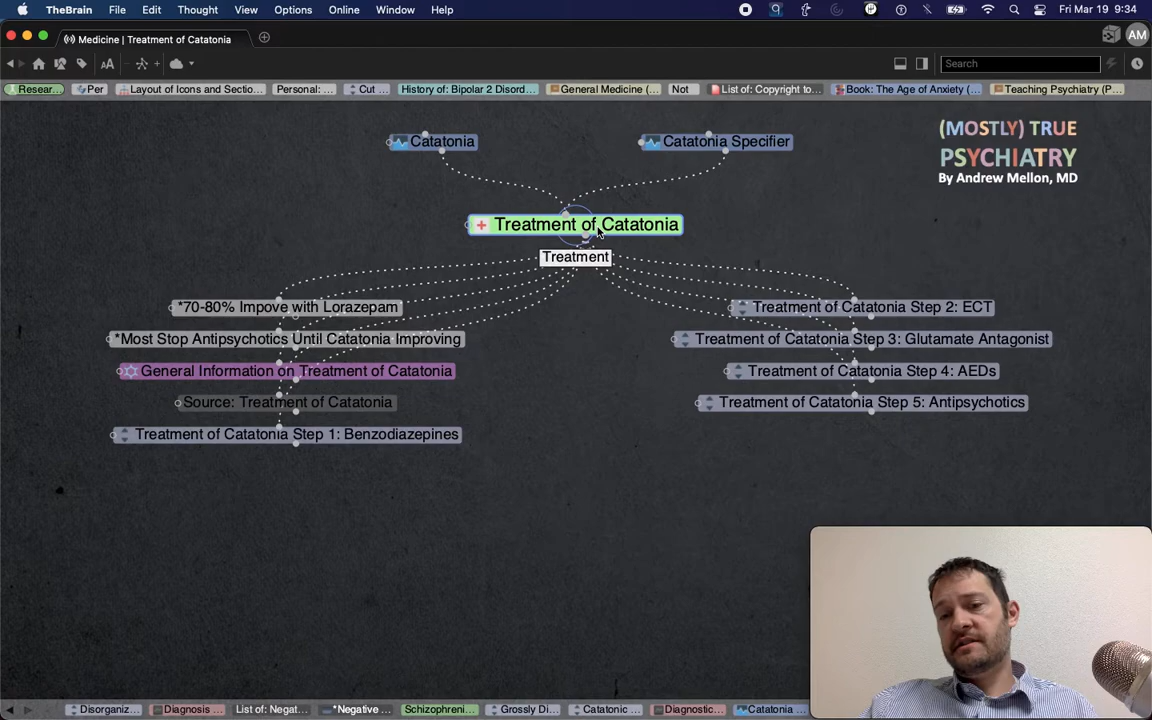 TheBrain File Edit Thought View Options Online Window Help Fri Mar 19 9:34
Medicine | Treatment of Catatonia AM
AA Search
Resear... Per Layout of Icons and Sectio... Personal: ... Cut ... History of: Bipolar 2 Disord... General Medicine (... Not List of: Copyright to... Book: The Age of Anxiety (... Teaching Psychiatry (P...
(MOSTLY) TRUE
PSYCHIATRY
By Andrew Mellon, MD
Catatonia Catatonia Specifier
Treatment of Catatonia
Treatment
*70-80% Impove with Lorazepam
*Most Stop Antipsychotics Until Catatonia Improving
General Information on Treatment of Catatonia
Source: Treatment of Catatonia
Treatment of Catatonia Step 1: Benzodiazepines
Treatment of Catatonia Step 2: ECT
Treatment of Catatonia Step 3: Glutamate Antagonist
Treatment of Catatonia Step 4: AEDs
Treatment of Catatonia Step 5: Antipsychotics
Disorganiz... Diagnosis ... List of: Negat... *Negative ... Schizophreni... Grossly Di... Catatonic ... Diagnostic... Catatonia